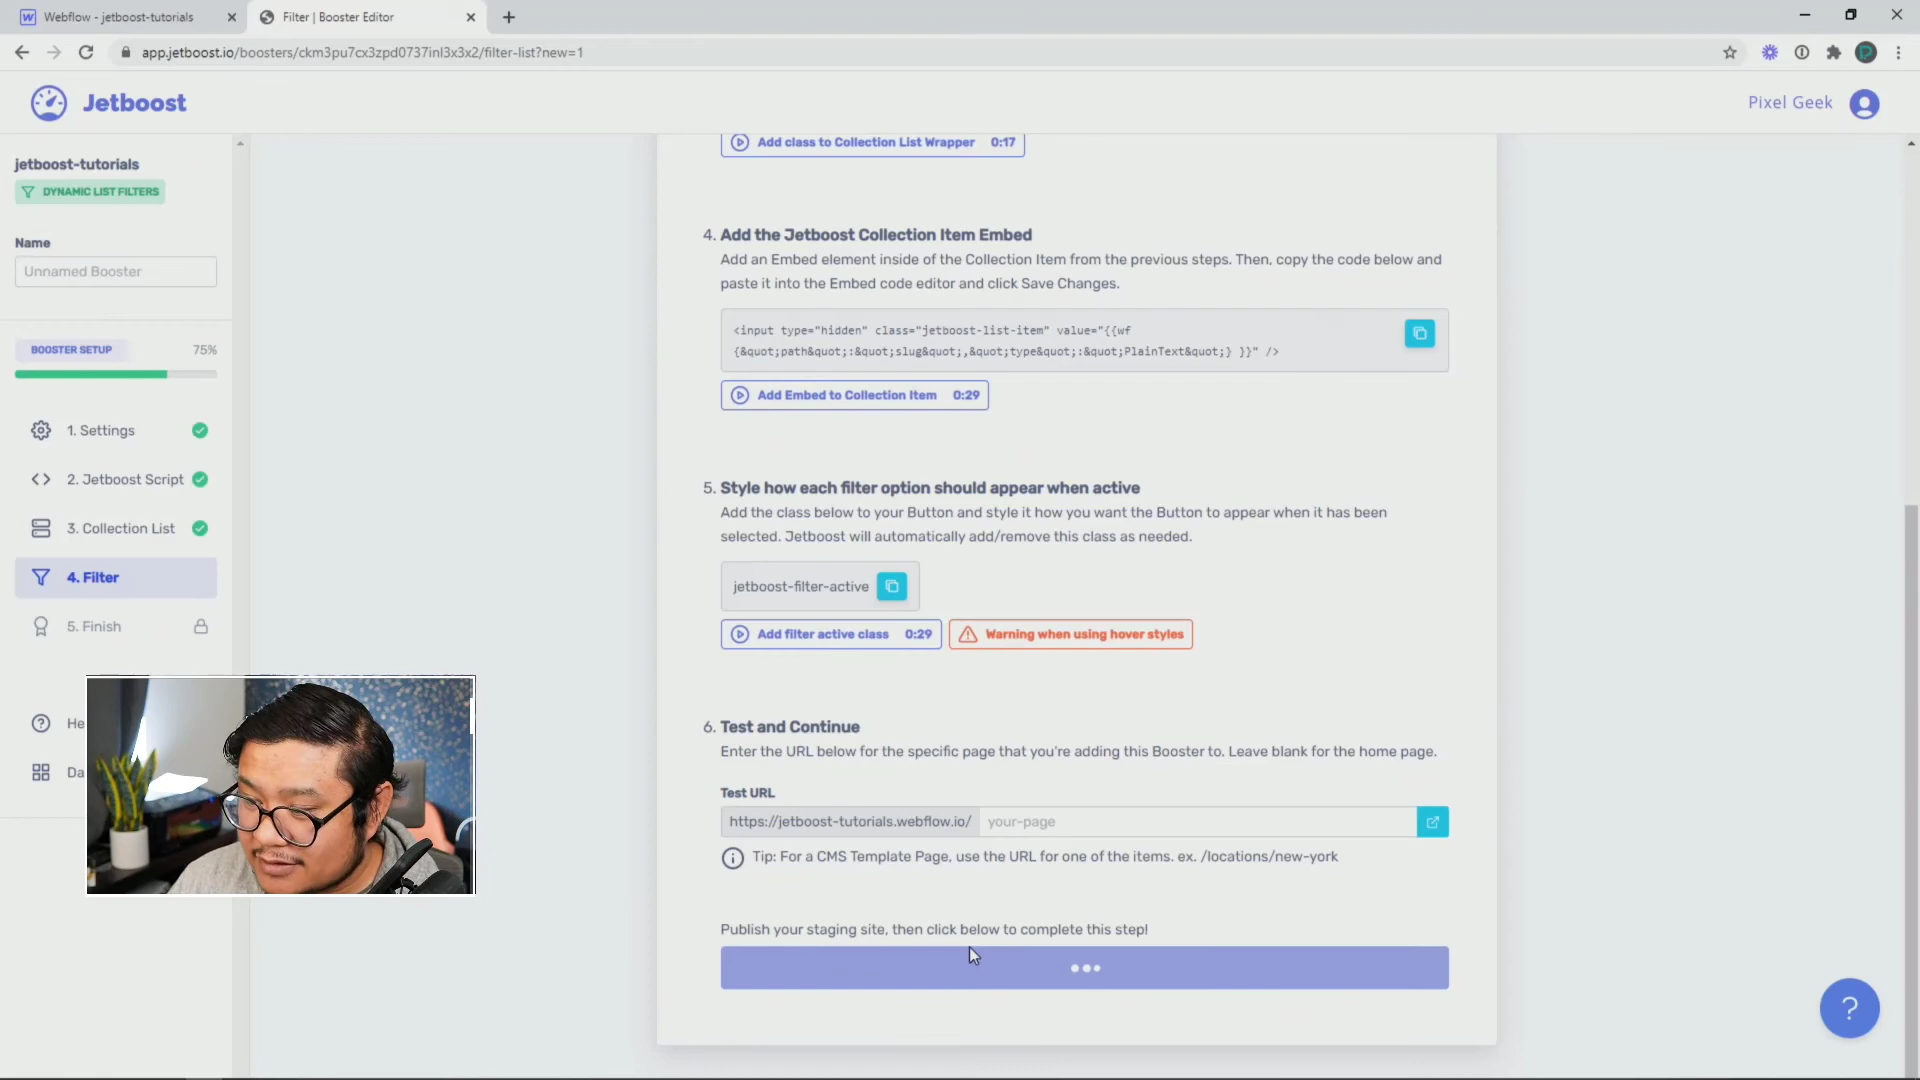 Webflow - jetboost-tutorials
Filter | Booster Editor
app.jetboost.io/boosters/ckm3pu7cx3zpd0737inl3x3x2/filter-list?new=1
Jetboost
Pixel Geek
jetboost-tutorials
DYNAMIC LIST FILTERS
Name
Unnamed Booster
BOOSTER SETUP 75%
1. Settings
2. Jetboost Script
3. Collection List
4. Filter
5. Finish
He
Da
Add class to Collection List Wrapper 0:17
4. Add the Jetboost Collection Item Embed
Add an Embed element inside of the Collection Item from the previous steps. Then, copy the code below and
paste it into the Embed code editor and click Save Changes.
<input type="hidden" class="jetboost-list-item" value="{{wf
{&quot;path&quot;:&quot;slug&quot;,&quot;type&quot;:&quot;PlainText&quot;} }}" />
Add Embed to Collection Item 0:29
5. Style how each filter option should appear when active
Add the class below to your Button and style it how you want the Button to appear when it has been
selected. Jetboost will automatically add/remove this class as needed.
jetboost-filter-active
Add filter active class 0:29
Warning when using hover styles
6. Test and Continue
Enter the URL below for the specific page that you're adding this Booster to. Leave blank for the home page.
Test URL
https://jetboost-tutorials.webflow.io/ your-page
Tip: For a CMS Template Page, use the URL for one of the items. ex. /locations/new-york
Publish your staging site, then click below to complete this step!
?